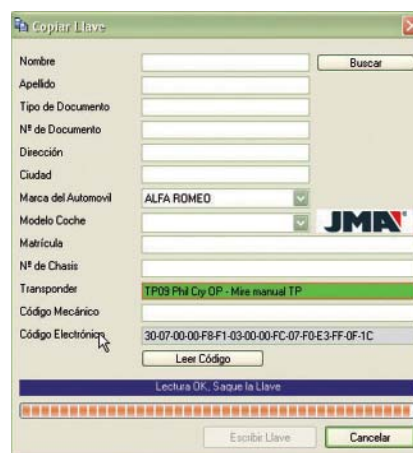 Copiar Llave
Nombre
Buscar
Apellido
Tipo de Documento
Nº de Documento
Dirección
Ciudad
Marca del Automovil ALFA ROMEO
Modelo Coche
JMA
Matrícula
Nº de Chasis
Transponder TP09 Phil Cry OP - Mire manual TP
Código Mecánico
Código Electrónico 30-07-00-00-F8-F1-03-00-00-FC-07-F0-E3-FF-0F-1C
Leer Código
Lectura OK, Saque la Llave
Escribir Llave Cancelar